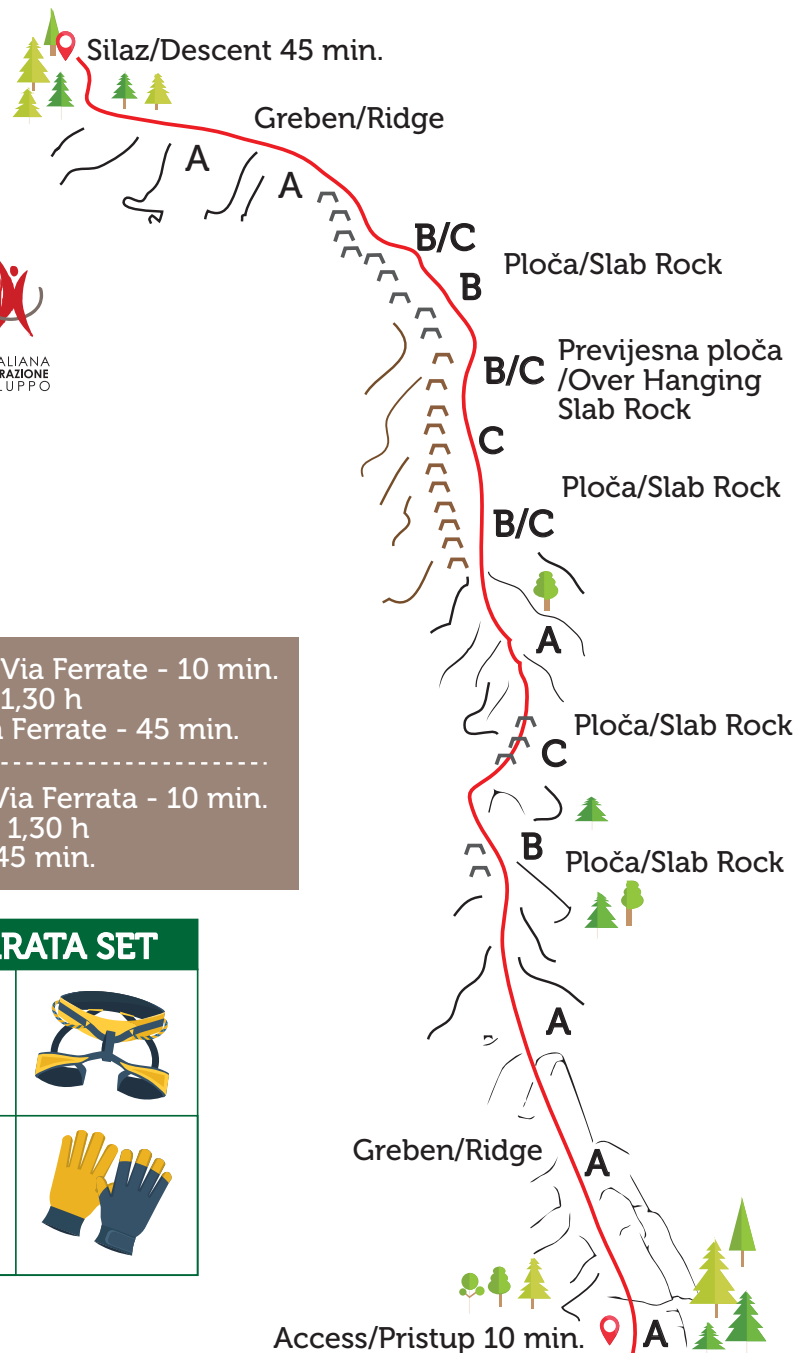 Silaz/Descent 45 min.
Greben/Ridge
A
A
B/C
Ploča/Slab Rock
B
ALIANA
RAZIONE
LUPPO
B/C
Previjesna ploča
/Over Hanging
Slab Rock
C
Ploča/Slab Rock
B/C
A
Via Ferrate - 10 min.
1,30 h
Ferrate - 45 min.
Via Ferrata - 10 min.
1,30 h
45 min.
Ploča/Slab Rock
C
B
Ploča/Slab Rock
RATA SET
A
Greben/Ridge
A
Access/Pristup 10 min.
A